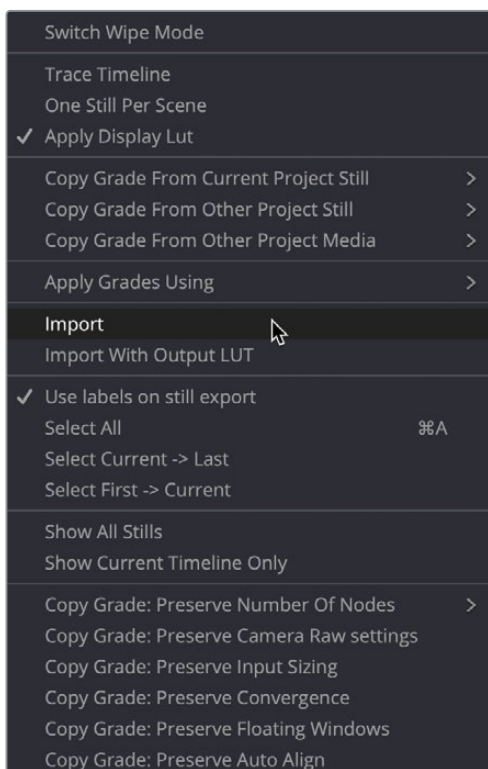 Switch Wipe Mode
Trace Timeline
One Still Per Scene
✓ Apply Display Lut
Copy Grade From Current Project Still >
Copy Grade From Other Project Still >
Copy Grade From Other Project Media >
Apply Grades Using >
Import
Import With Output LUT
✓ Use labels on still export
Select All ⌘A
Select Current -> Last
Select First -> Current
Show All Stills
Show Current Timeline Only
Copy Grade: Preserve Number Of Nodes >
Copy Grade: Preserve Camera Raw settings
Copy Grade: Preserve Input Sizing
Copy Grade: Preserve Convergence
Copy Grade: Preserve Floating Windows
Copy Grade: Preserve Auto Align